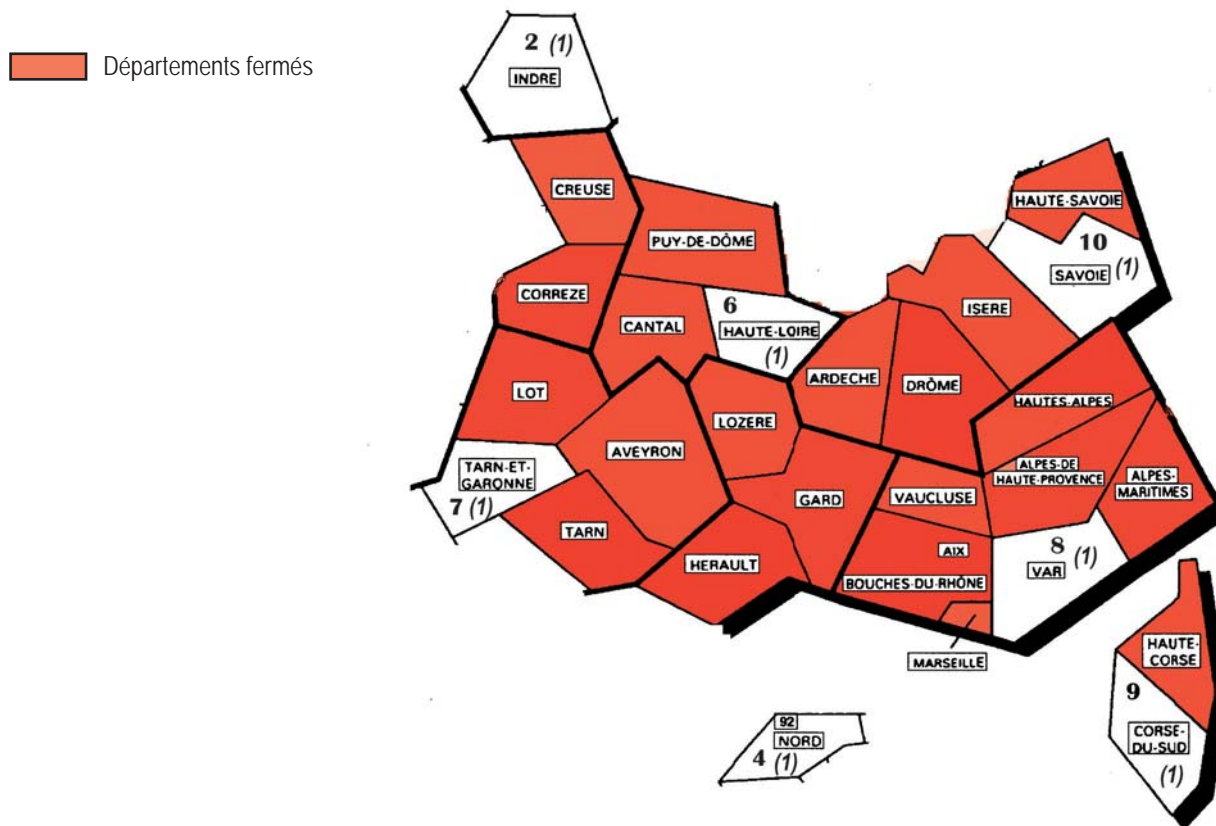 Départements fermés
2 (1)
INDRE
CREUSE
HAUTE-SAVOIE
PUY-DE-DÔME
10
SAVOIE (1)
CORREZE
6
HAUTE-LOIRE
(1)
ISERE
CANTAL
ARDECHE
DRÔME
LOT
HAUTES-ALPES
LOZERE
AVEYRON
TARN-ET-
GARONNE
7 (1)
ALPES-DE
HAUTE-PROVENCE
ALPES-
MARITIMES
GARD
VAUCLUSE
TARN
HERAULT
AIX
BOUCHES-DU-RHÔNE
8 (1)
VAR
MARSEILLE
HAUTE-
CORSE
9
CORSE-
DU-SUD
(1)
92
NORD
4 (1)